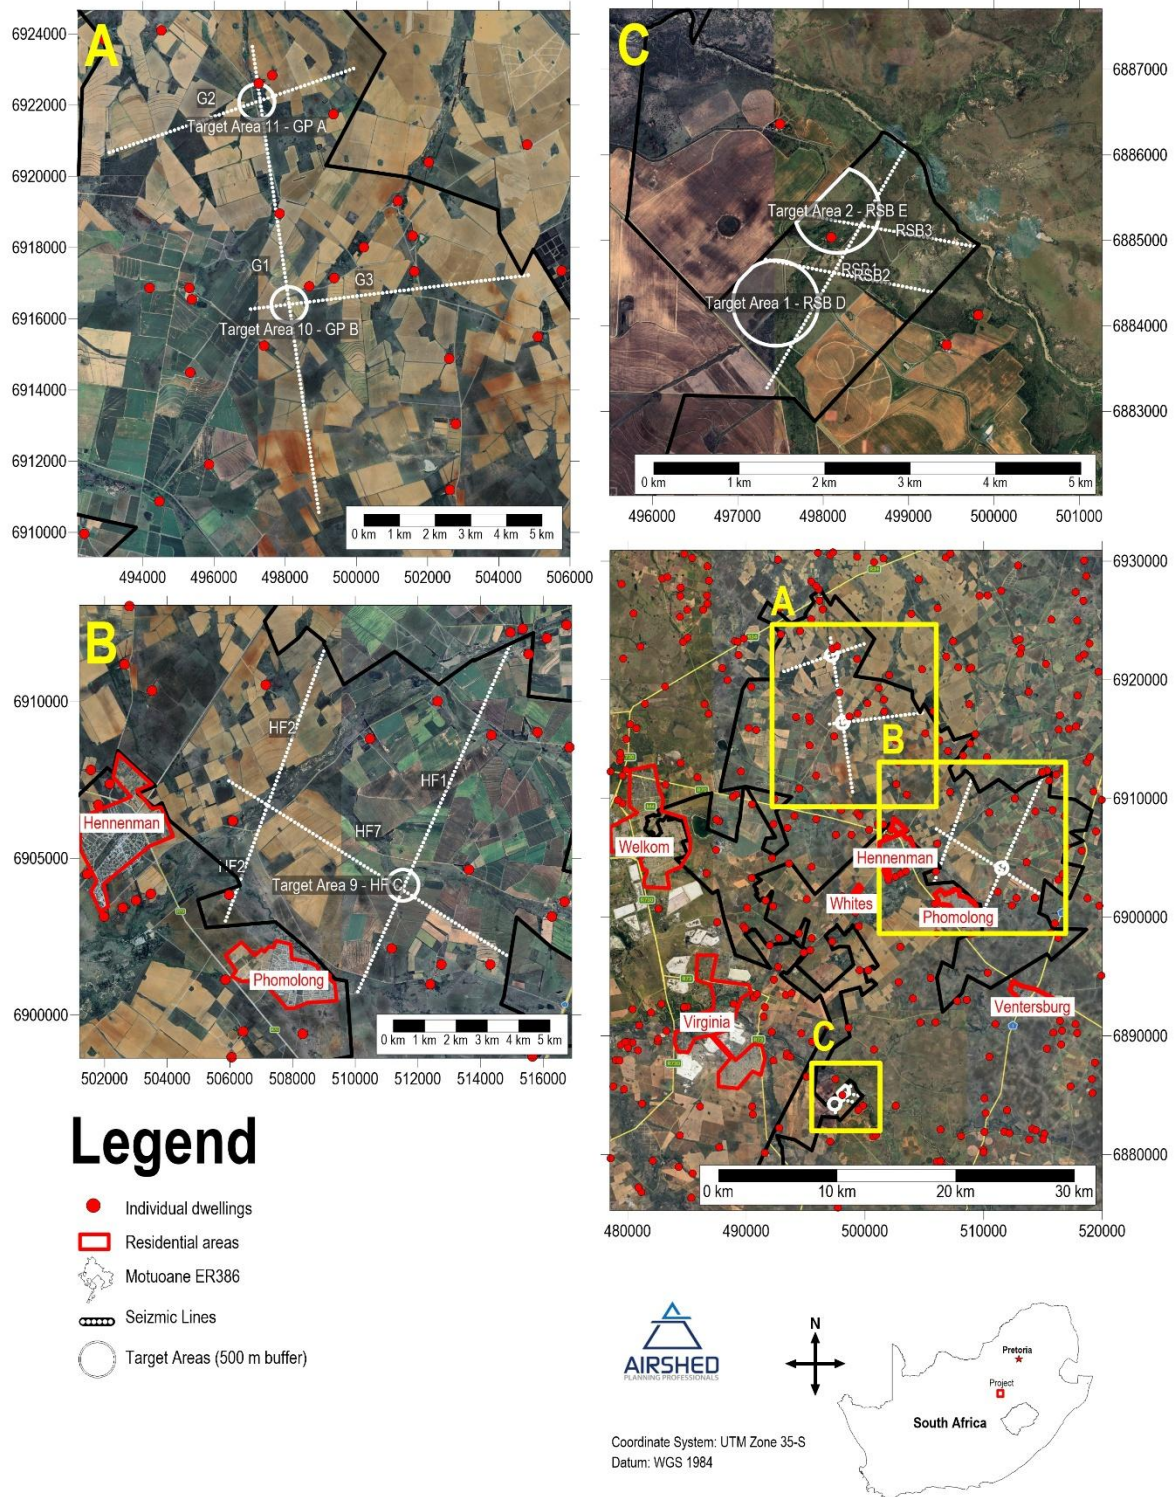 A
6924000
6922000
6920000
6918000
6916000
6914000
6912000
6910000
G2
Target Area 11 - GP A
G1
G3
Target Area 10 - GP B
0 km 1 km 2 km 3 km 4 km 5 km
494000 496000 498000 500000 502000 504000 506000
C
6887000
6886000
6885000
6884000
6883000
Target Area 2 - RSB E
RSB3
RSB1
RSB2
Target Area 1 - RSB D
0 km 1 km 2 km 3 km 4 km 5 km
496000 497000 498000 499000 500000 501000
B
6910000
6905000
6900000
HF2
HF1
Hennenman
HF7
HF2
Target Area 9 - HF C
Phomolong
0 km 1 km 2 km 3 km 4 km 5 km
502000 504000 506000 508000 510000 512000 514000 516000
6930000
6920000
6910000
6900000
6890000
6880000
A
B
Welkom
Hennenman
Whites
Phomolong
Ventersburg
Virginia
C
0 km 10 km 20 km 30 km
480000 490000 500000 510000 520000
Legend
Individual dwellings
Residential areas
Motuoane ER386
Seizmic Lines
Target Areas (500 m buffer)
AIRSHED
PLANNING PROFESSIONALS
N
Pretoria
Project
South Africa
Coordinate System: UTM Zone 35-S
Datum: WGS 1984